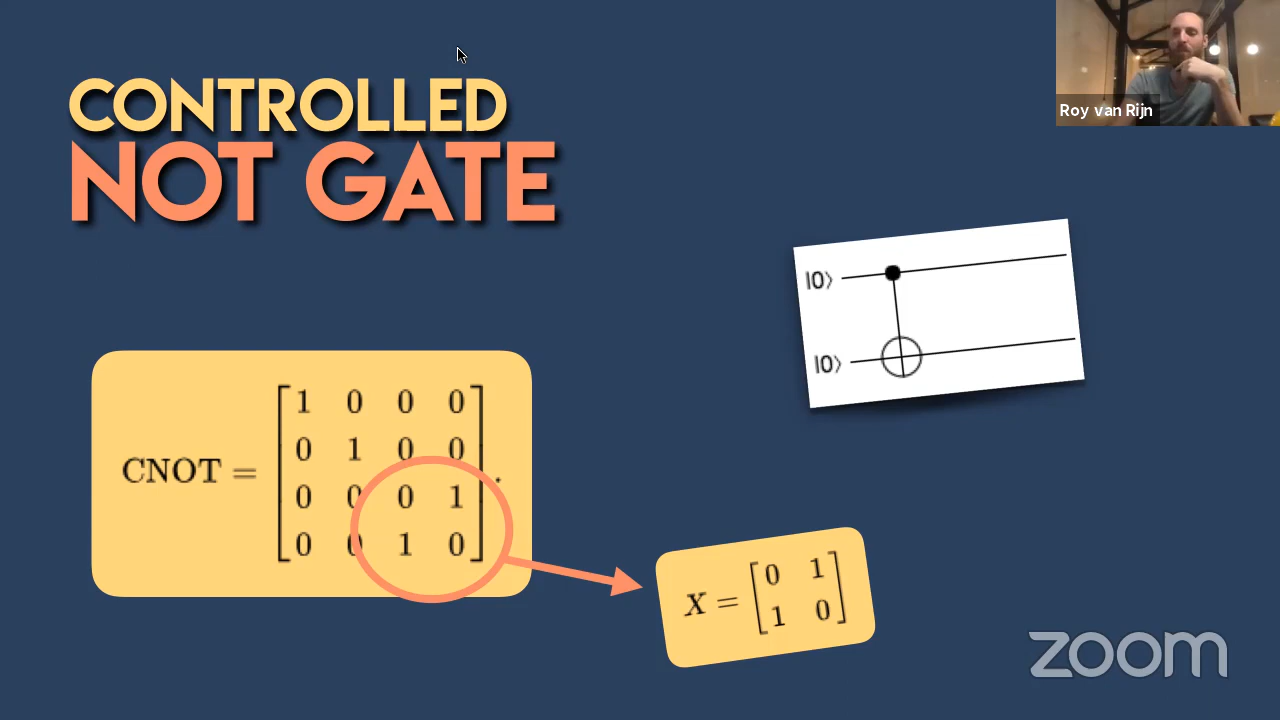 CONTROLLED
NOT GATE
Roy van Rijn
|0⟩
|0⟩
CNOT = [1 0 0 0
0 1 0 0
0 0 0 1
0 0 1 0].
X = [0 1
1 0]
zoom